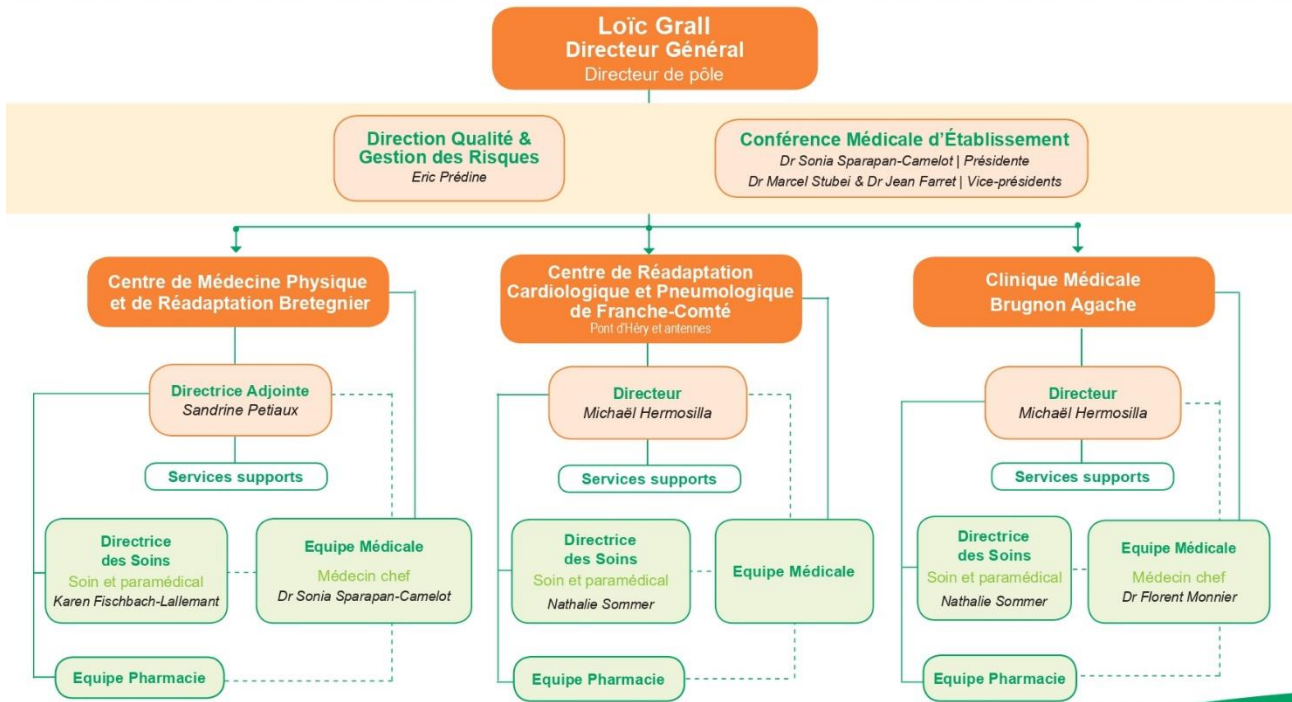 Loïc Grall
Directeur Général
Directeur de pôle
Direction Qualité &
Gestion des Risques
Eric Prédine
Conférence Médicale d'Établissement
Dr Sonia Sparapan-Camelot | Présidente
Dr Marcel Stubei & Dr Jean Farret | Vice-présidents
Centre de Médecine Physique
et de Réadaptation Bretegnier
Directrice Adjointe
Sandrine Petiaux
Services supports
Directrice
des Soins
Soin et paramédical
Karen Fischbach-Lallemant
Equipe Médicale
Médecin chef
Dr Sonia Sparapan-Camelot
Equipe Pharmacie
Centre de Réadaptation
Cardiologique et Pneumologique
de Franche-Comté
Pont d'Héry et antennes
Directeur
Michaël Hermosilla
Services supports
Directrice
des Soins
Soin et paramédical
Nathalie Sommer
Equipe Médicale
Equipe Pharmacie
Clinique Médicale
Brugnon Agache
Directeur
Michaël Hermosilla
Services supports
Directrice
des Soins
Soin et paramédical
Nathalie Sommer
Equipe Médicale
Médecin chef
Dr Florent Monnier
Equipe Pharmacie